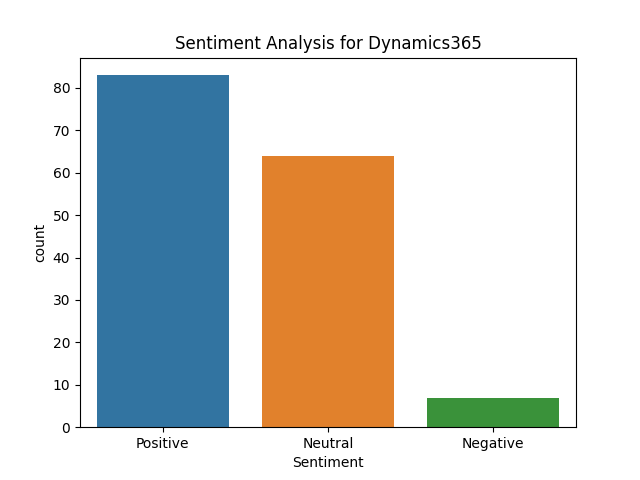 Sentiment Analysis for Dynamics365
80
70
60
50
40
30
20
10
0
count
Positive Neutral Negative
Sentiment